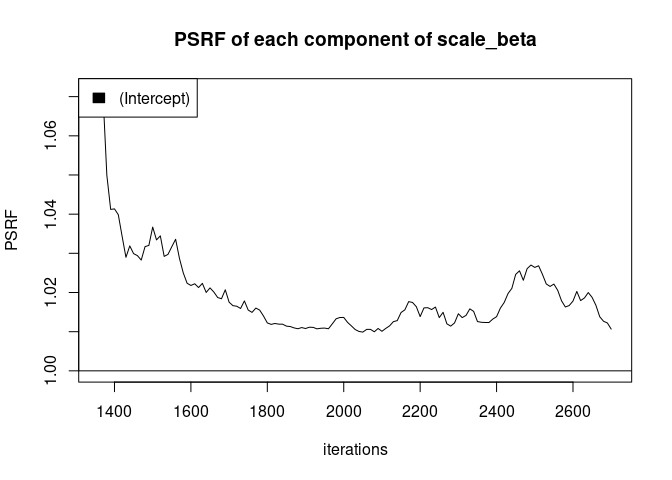 PSRF of each component of scale_beta
(Intercept)
PSRF
1.06
1.04
1.02
1.00
1400 1600 1800 2000 2200 2400 2600
iterations